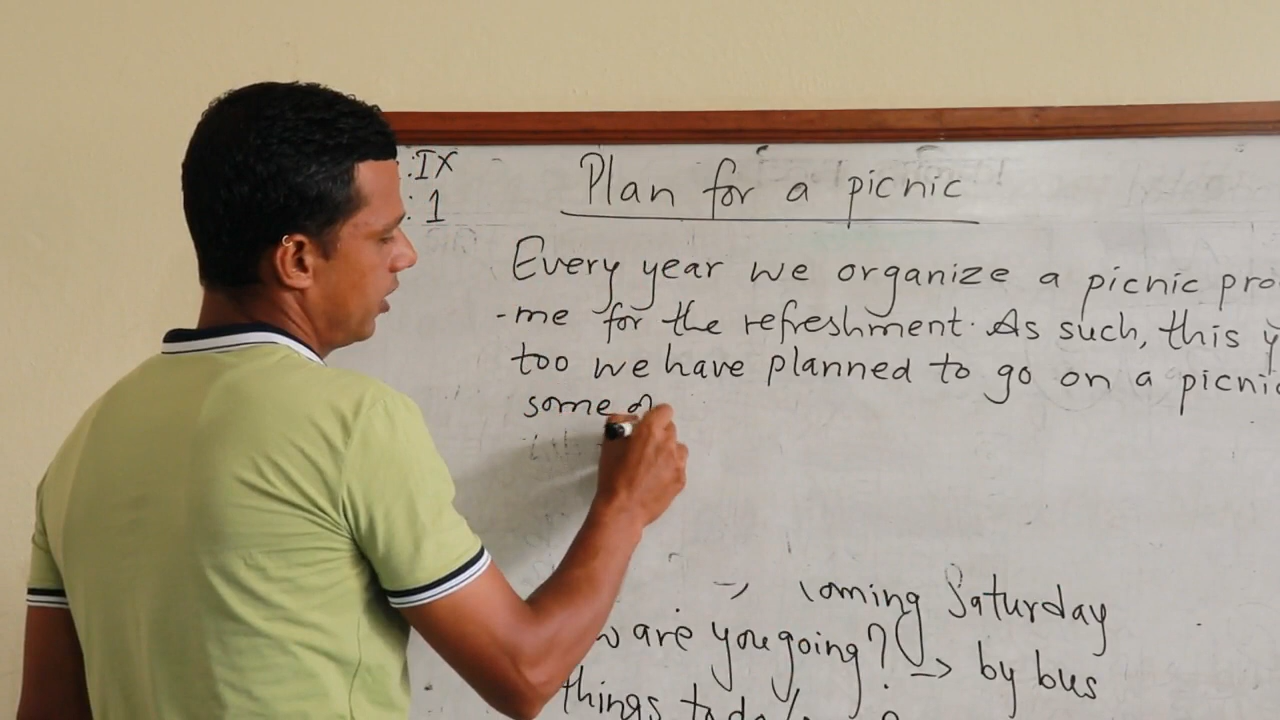 : IX
: 1
Plan for a picnic
Every year we organize a picnic pro
-me for the refreshment. As such, this y
too we have planned to go on a picnic
some o
-> coming Saturday
w are you going? -> by bus
things to